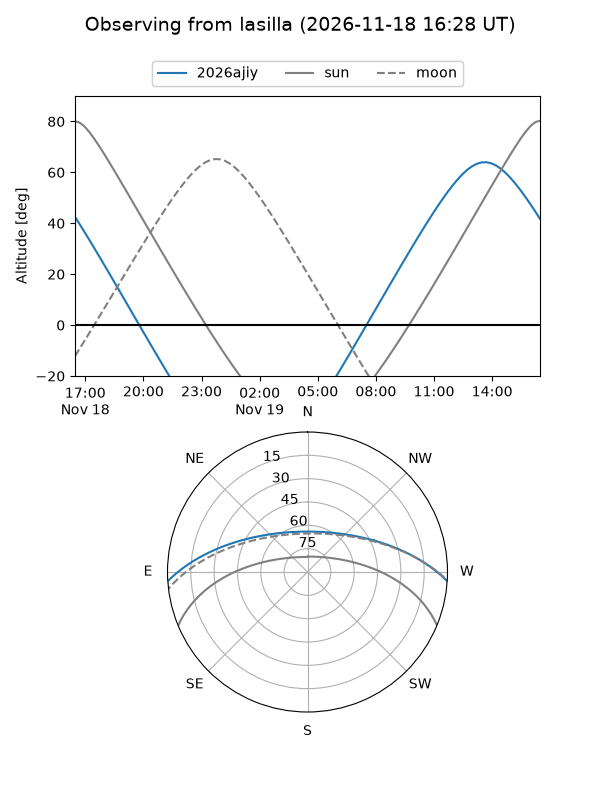 Observing from lasilla (2026-11-18 16:28 UT)
2026ajiy sun moon
80
60
40
20
0
−20
Altitude [deg]
17:00 20:00 23:00 02:00 05:00 08:00 11:00 14:00
Nov 18 Nov 19
N
NE NW
15
30
45
60
75
E W
SE SW
S